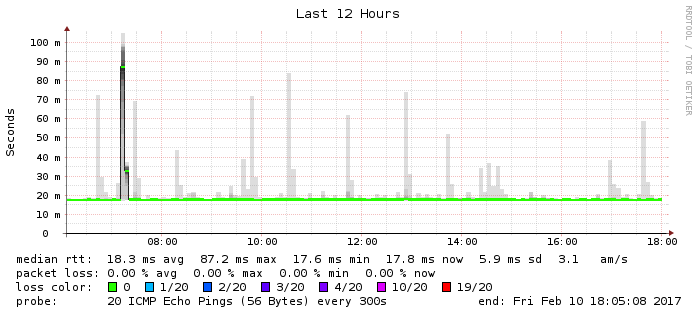 Last 12 Hours
RRDTOOL / TOBI OETIKER
Seconds
100 m
90 m
80 m
70 m
60 m
50 m
40 m
30 m
20 m
10 m
0
08:00 10:00 12:00 14:00 16:00 18:00
median rtt: 18.3 ms avg 87.2 ms max 17.6 ms min 17.8 ms now 5.9 ms sd 3.1 am/s
packet loss: 0.00 % avg 0.00 % max 0.00 % min 0.00 % now
loss color: 0 1/20 2/20 3/20 4/20 10/20 19/20
probe: 20 ICMP Echo Pings (56 Bytes) every 300s end: Fri Feb 10 18:05:08 2017